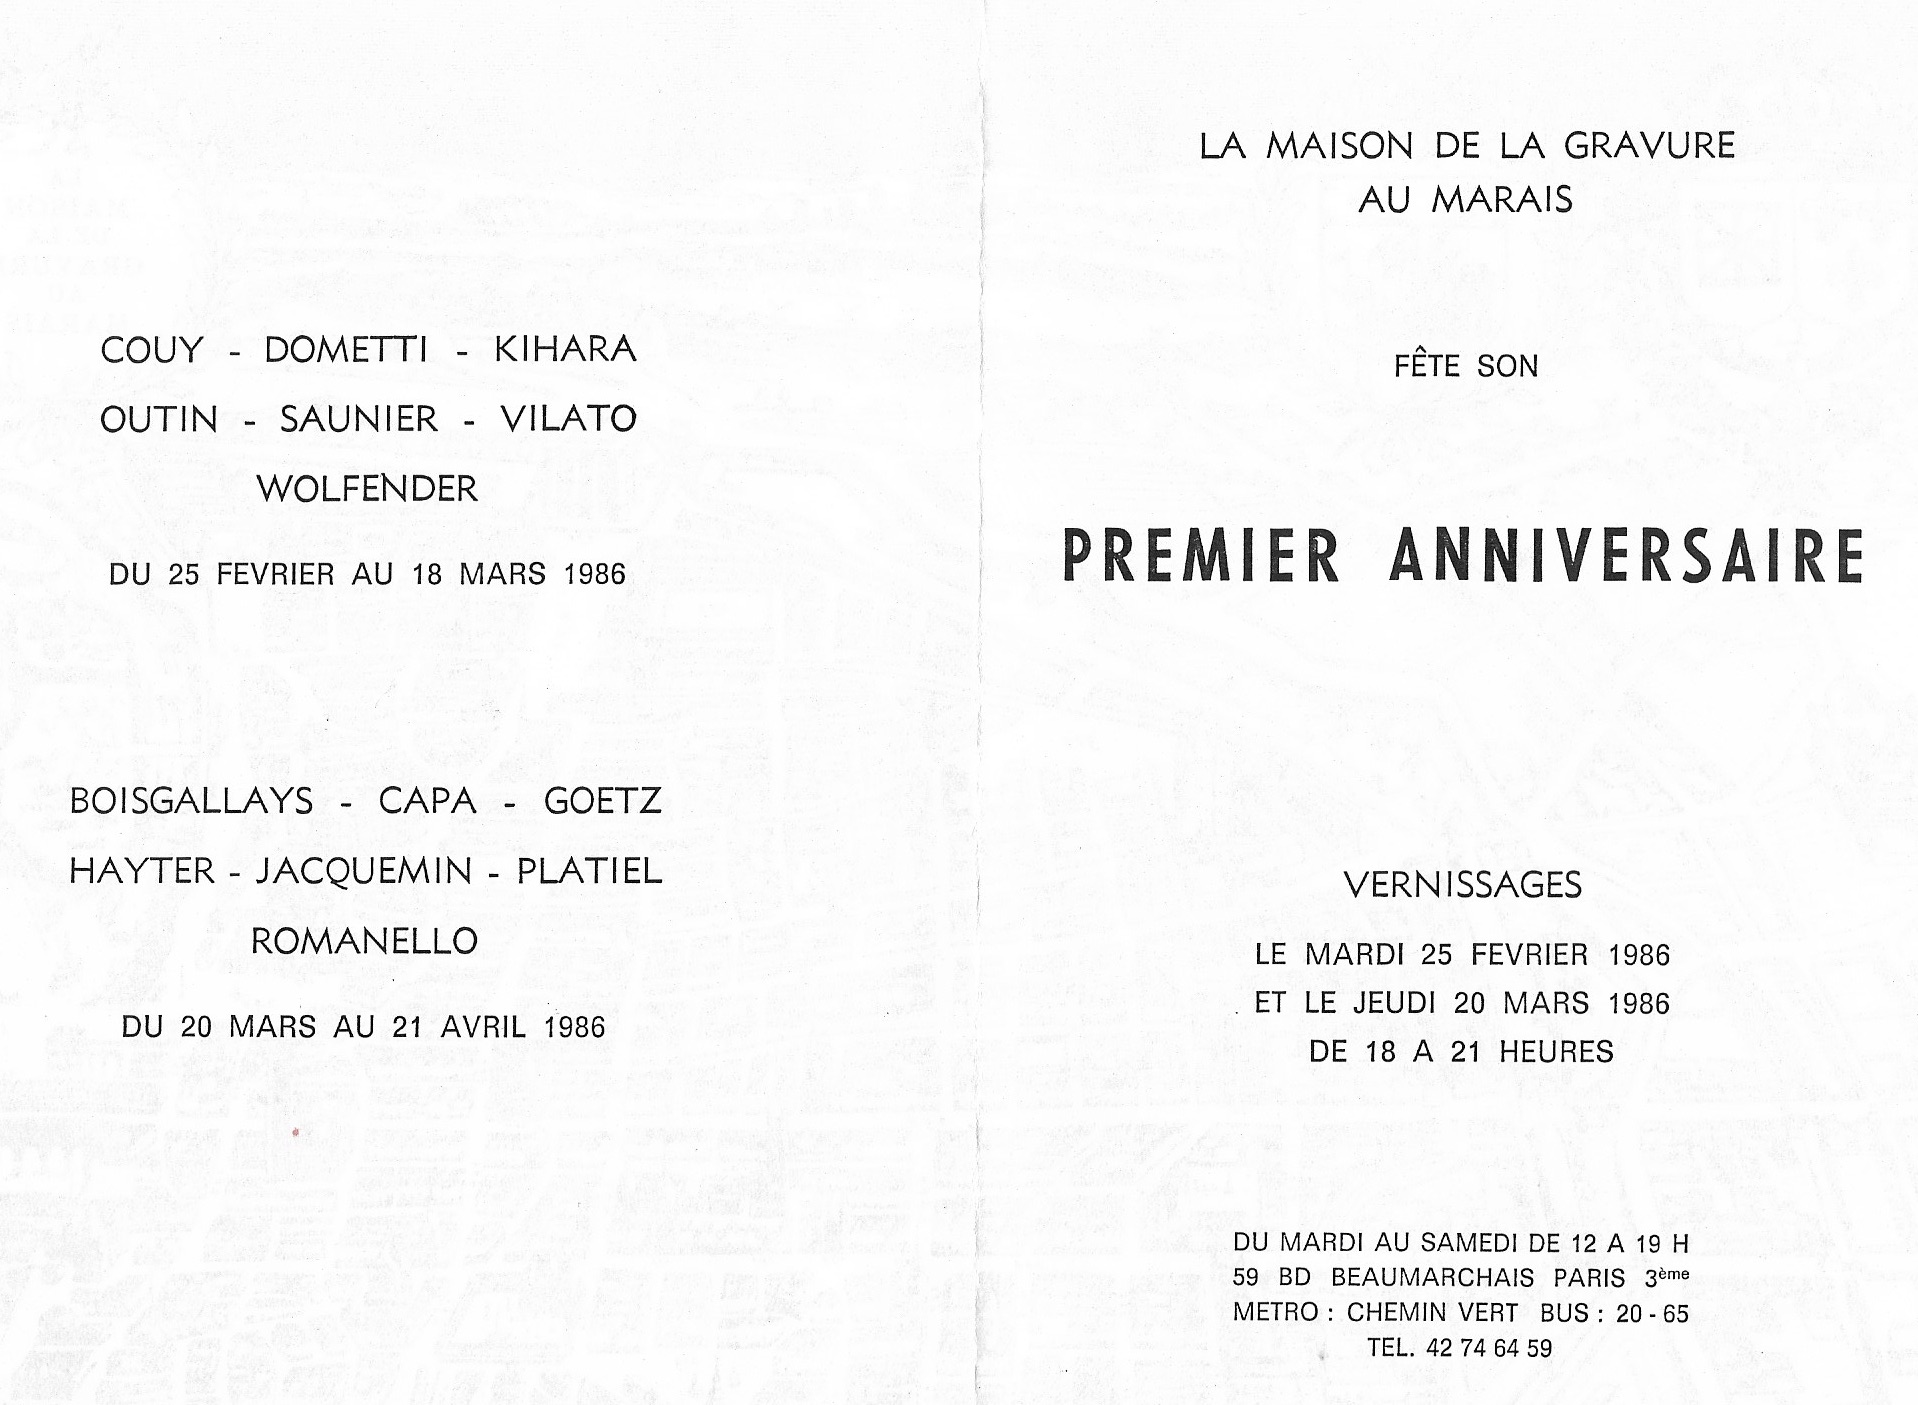 COUY - DOMETTI - KIHARA
OUTIN - SAUNIER - VILATO
WOLFENDER
DU 25 FEVRIER AU 18 MARS 1986
BOISGALLAYS - CAPA - GOETZ
HAYTER - JACQUEMIN - PLATIEL
ROMANELLO
DU 20 MARS AU 21 AVRIL 1986
LA MAISON DE LA GRAVURE
AU MARAIS
FÊTE SON
PREMIER ANNIVERSAIRE
VERNISSAGES
LE MARDI 25 FEVRIER 1986
ET LE JEUDI 20 MARS 1986
DE 18 A 21 HEURES
DU MARDI AU SAMEDI DE 12 A 19 H
59 BD BEAUMARCHAIS PARIS 3ème
METRO : CHEMIN VERT BUS : 20 - 65
TEL. 42 74 64 59